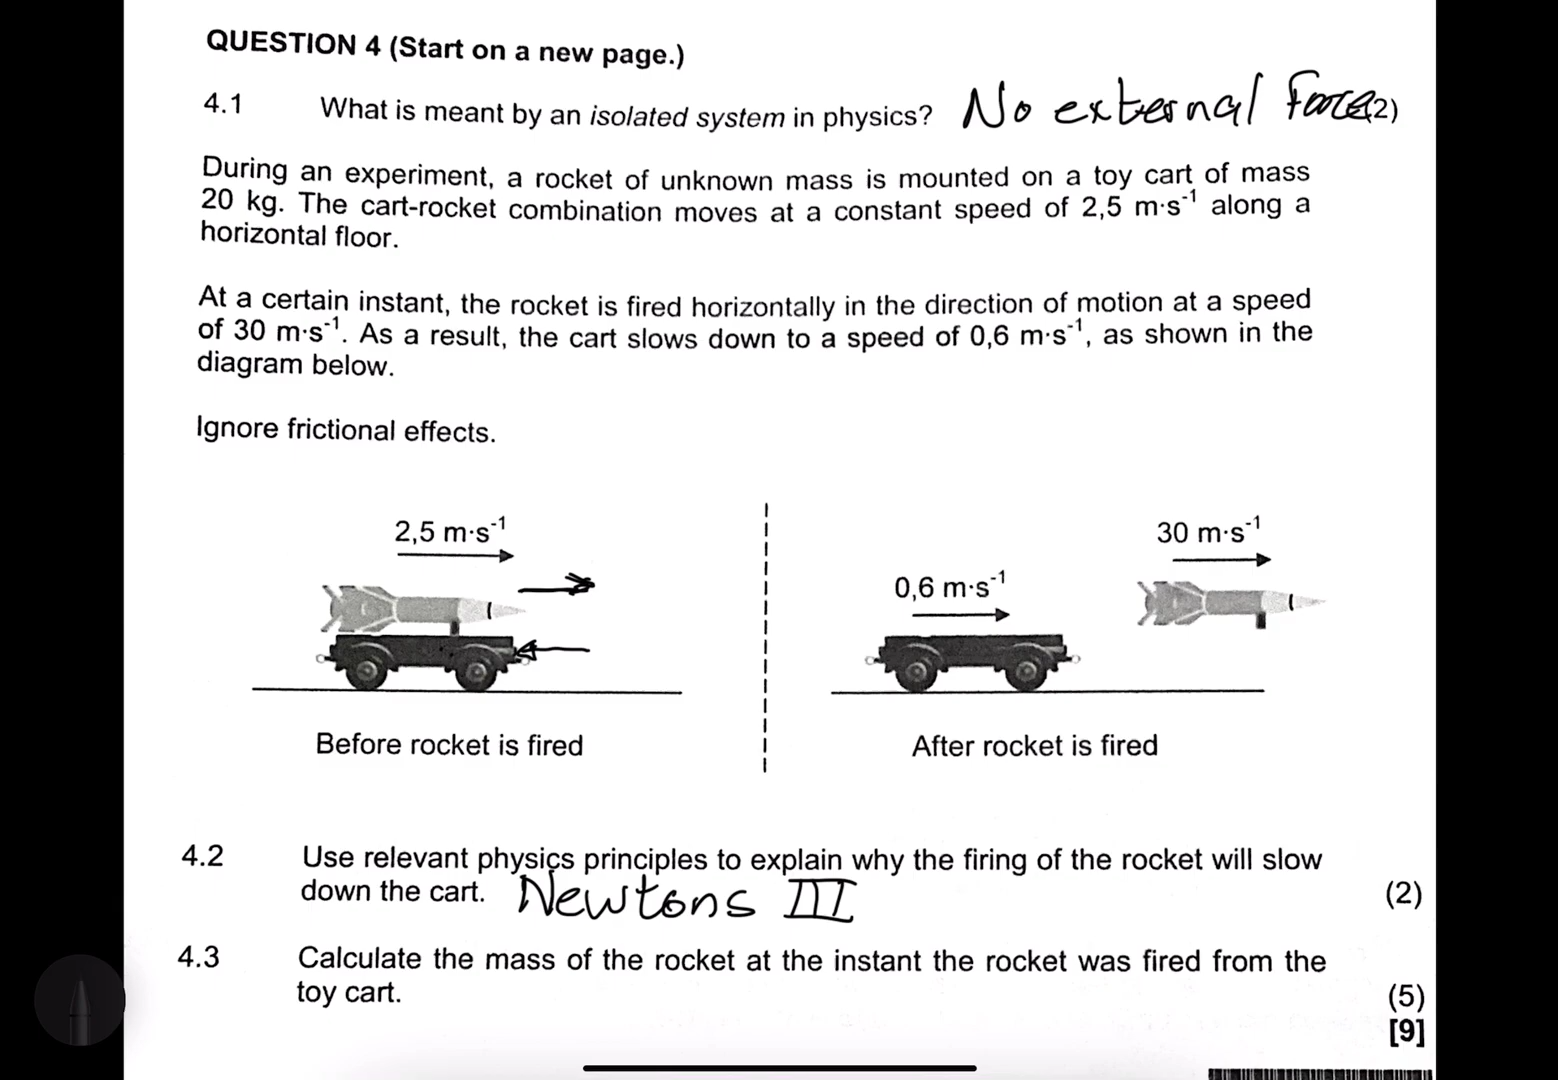 QUESTION 4 (Start on a new page.)
4.1 What is meant by an isolated system in physics? No external Force (2)
During an experiment, a rocket of unknown mass is mounted on a toy cart of mass
20 kg. The cart-rocket combination moves at a constant speed of 2,5 m·s⁻¹ along a
horizontal floor.
At a certain instant, the rocket is fired horizontally in the direction of motion at a speed
of 30 m·s⁻¹. As a result, the cart slows down to a speed of 0,6 m·s⁻¹, as shown in the
diagram below.
Ignore frictional effects.
2,5 m·s⁻¹
30 m·s⁻¹
0,6 m·s⁻¹
Before rocket is fired
After rocket is fired
4.2 Use relevant physics principles to explain why the firing of the rocket will slow
down the cart. Newtons III (2)
4.3 Calculate the mass of the rocket at the instant the rocket was fired from the
toy cart. (5)
[9]